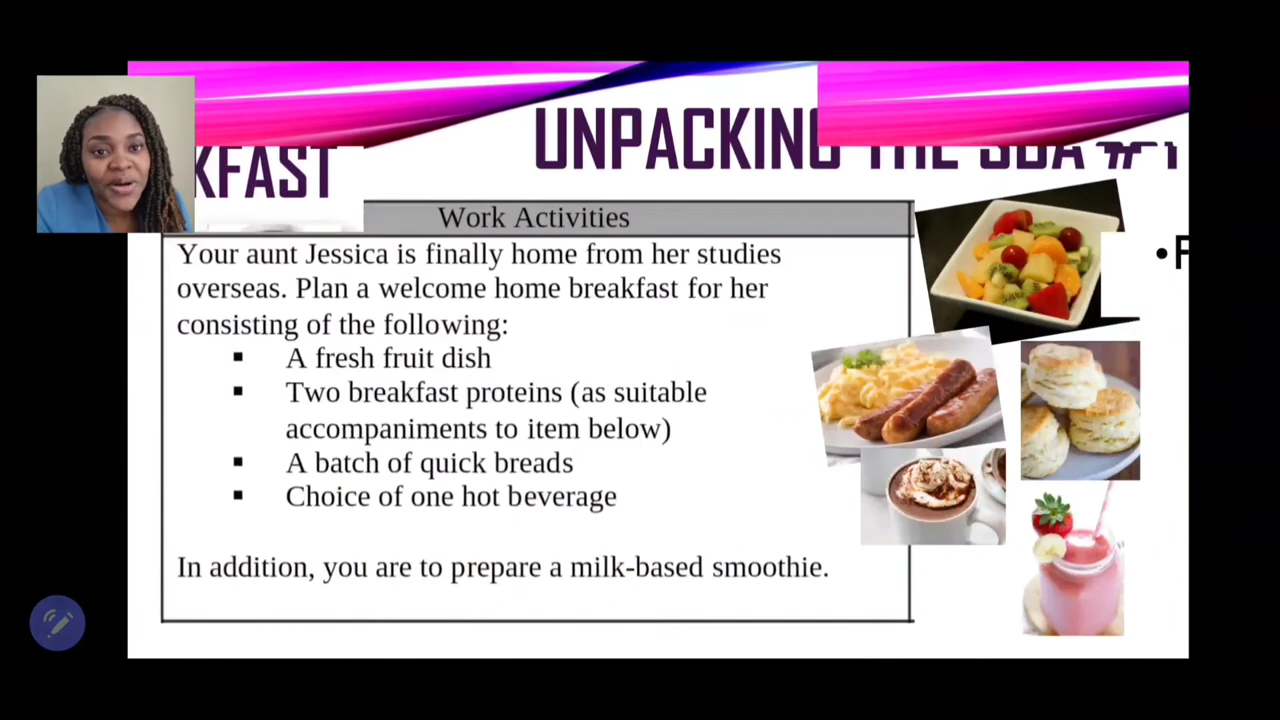 UNPACKING THE SBA #1
KFAST
Work Activities
Your aunt Jessica is finally home from her studies
overseas. Plan a welcome home breakfast for her
consisting of the following:
▪ A fresh fruit dish
▪ Two breakfast proteins (as suitable
accompaniments to item below)
▪ A batch of quick breads
▪ Choice of one hot beverage
In addition, you are to prepare a milk-based smoothie.
•F